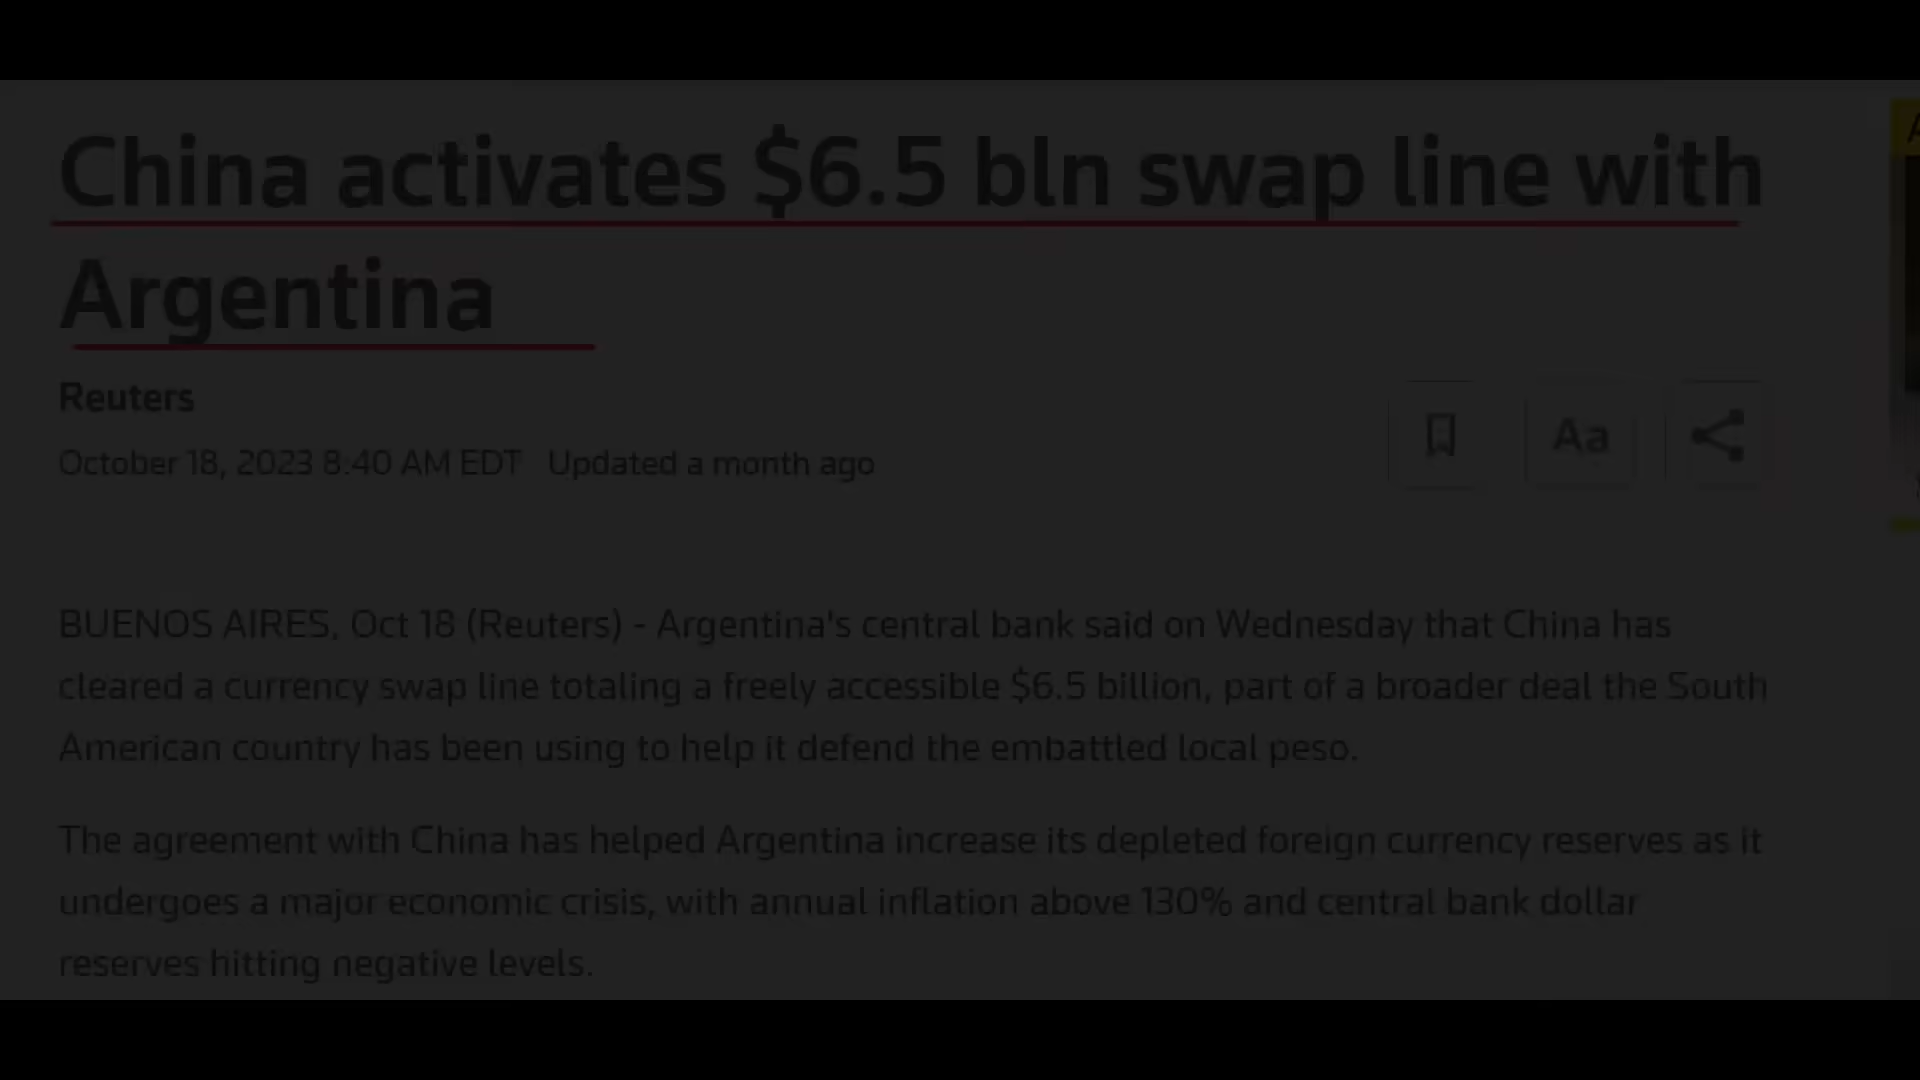 China activates $6.5 bln swap line with
Argentina
Reuters
October 18, 2023 8:40 AM EDT Updated a month ago
Aa
BUENOS AIRES, Oct 18 (Reuters) - Argentina's central bank said on Wednesday that China has
cleared a currency swap line totaling a freely accessible $6.5 billion, part of a broader deal the South
American country has been using to help it defend the embattled local peso.
The agreement with China has helped Argentina increase its depleted foreign currency reserves as it
undergoes a major economic crisis, with annual inflation above 130% and central bank dollar
reserves hitting negative levels.